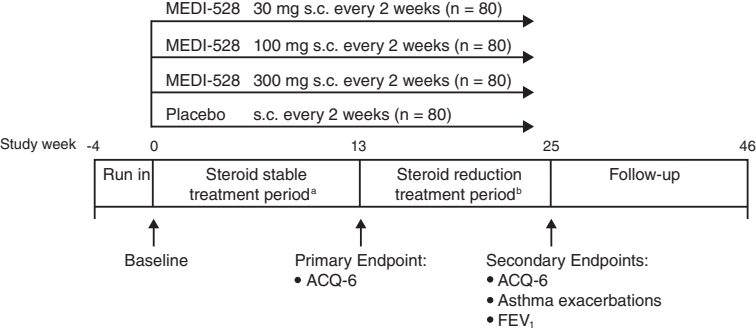 MEDI-528 30 mg s.c. every 2 weeks (n = 80)
MEDI-528 100 mg s.c. every 2 weeks (n = 80)
MEDI-528 300 mg s.c. every 2 weeks (n = 80)
Placebo s.c. every 2 weeks (n = 80)
Study week -4 0 13 25 46
Run in Steroid stable Steroid reduction Follow-up
treatment periodᵃ treatment periodᵇ
Baseline Primary Endpoint: Secondary Endpoints:
• ACQ-6 • ACQ-6
• Asthma exacerbations
• FEV₁